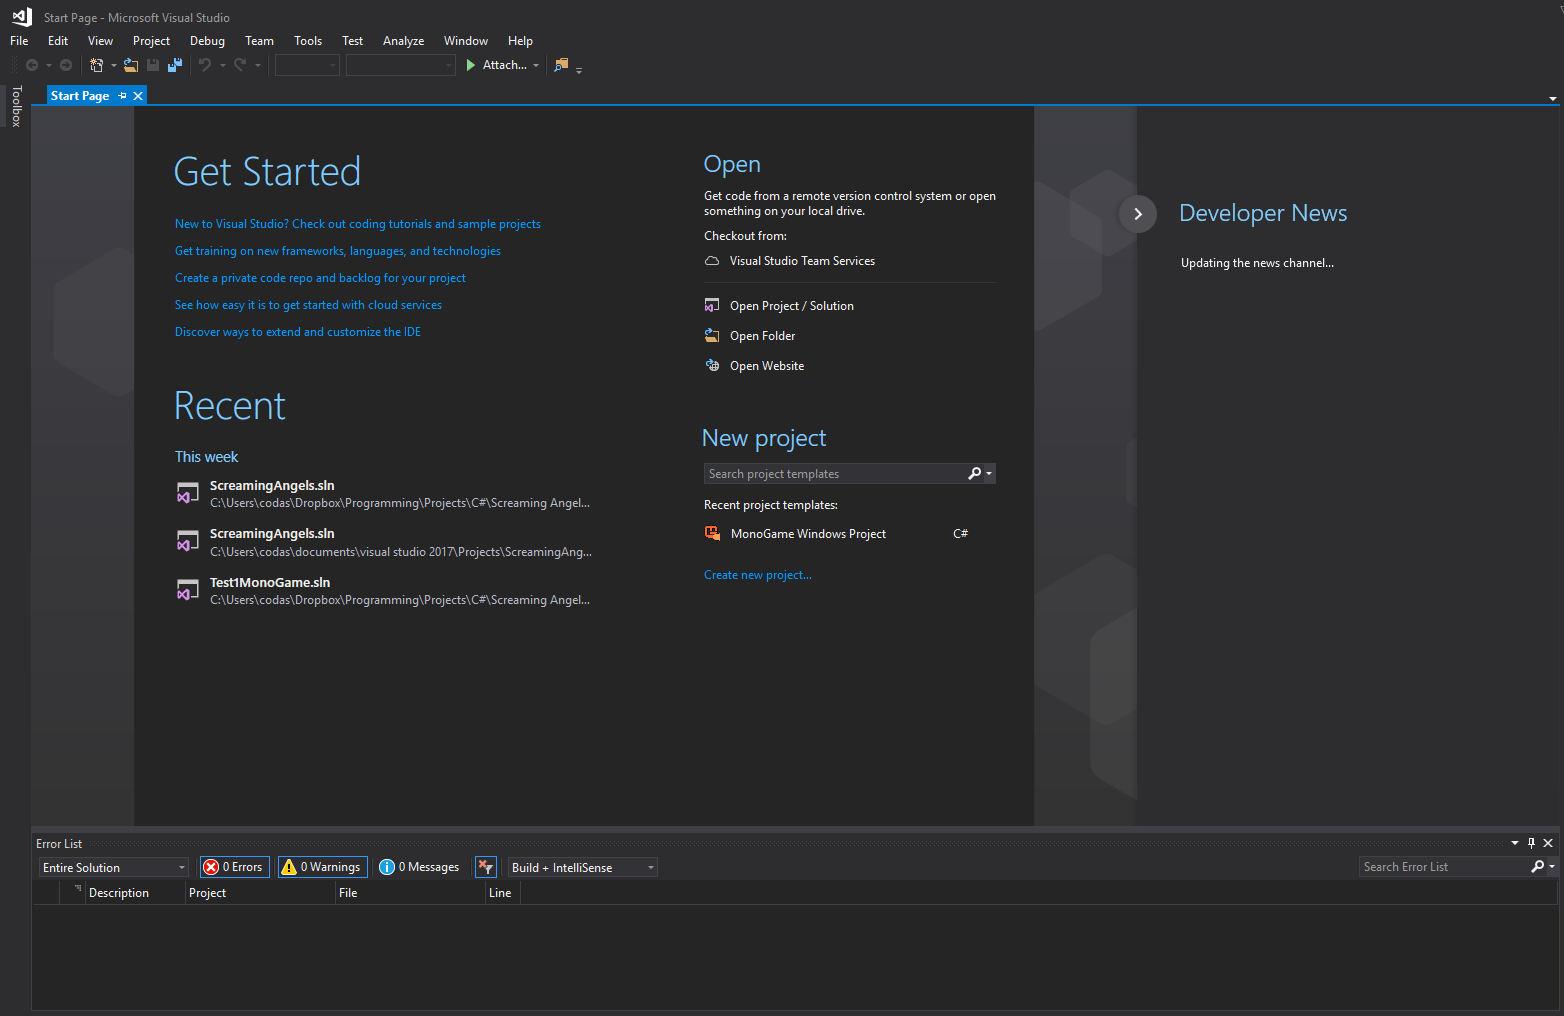 Start Page - Microsoft Visual Studio
File Edit View Project Debug Team Tools Test Analyze Window Help
Attach...
Toolbox
Start Page
Get Started
New to Visual Studio? Check out coding tutorials and sample projects
Get training on new frameworks, languages, and technologies
Create a private code repo and backlog for your project
See how easy it is to get started with cloud services
Discover ways to extend and customize the IDE
Recent
This week
ScreamingAngels.sln
C:\Users\codas\Dropbox\Programming\Projects\C#\Screaming Angel...
ScreamingAngels.sln
C:\Users\codas\documents\visual studio 2017\Projects\ScreamingAng...
Test1MonoGame.sln
C:\Users\codas\Dropbox\Programming\Projects\C#\Screaming Angel...
Open
Get code from a remote version control system or open
something on your local drive.
Checkout from:
Visual Studio Team Services
Open Project / Solution
Open Folder
Open Website
New project
Search project templates
Recent project templates:
MonoGame Windows Project C#
Create new project...
Developer News
Updating the news channel...
Error List
Entire Solution 0 Errors 0 Warnings 0 Messages Build + IntelliSense Search Error List
Description Project File Line